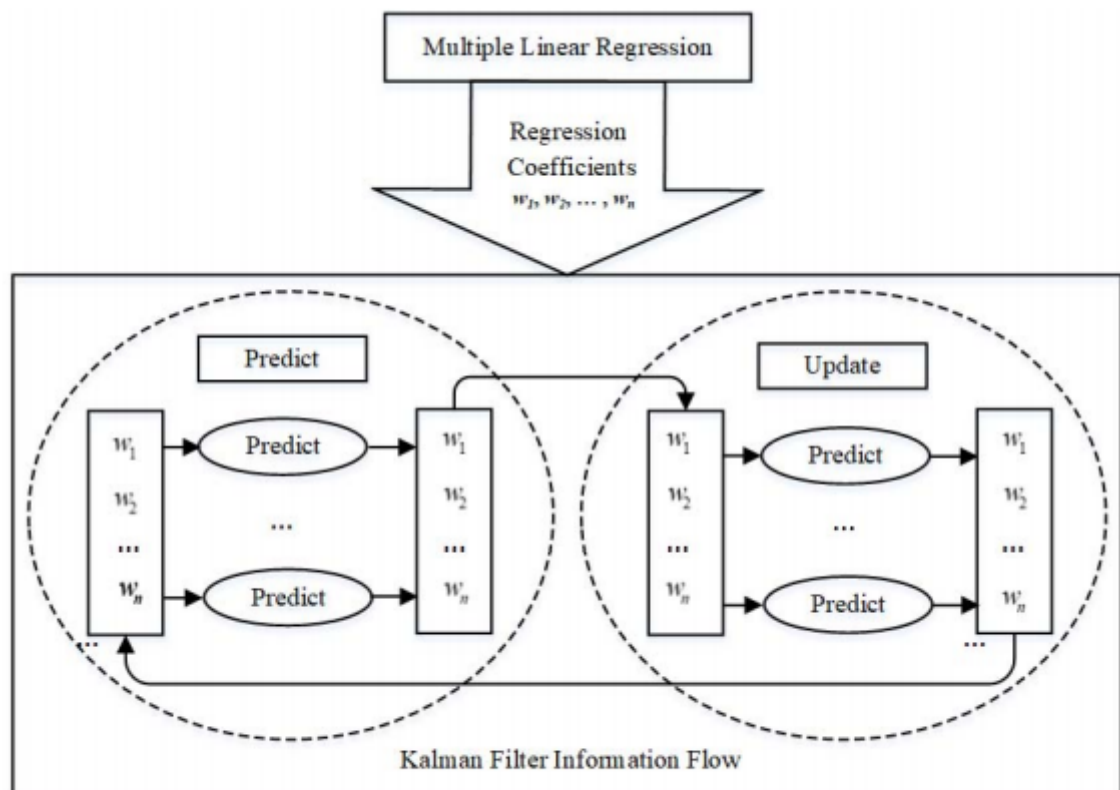 Multiple Linear Regression
Regression
Coefficients
w₁, w₂, ... , wₙ
Predict
w₁
w₂
...
wₙ
...
Predict
...
Predict
w₁
w₂
...
wₙ
Update
w₁
w₂
...
wₙ
Predict
...
Predict
w₁
w₂
...
wₙ
...
Kalman Filter Information Flow